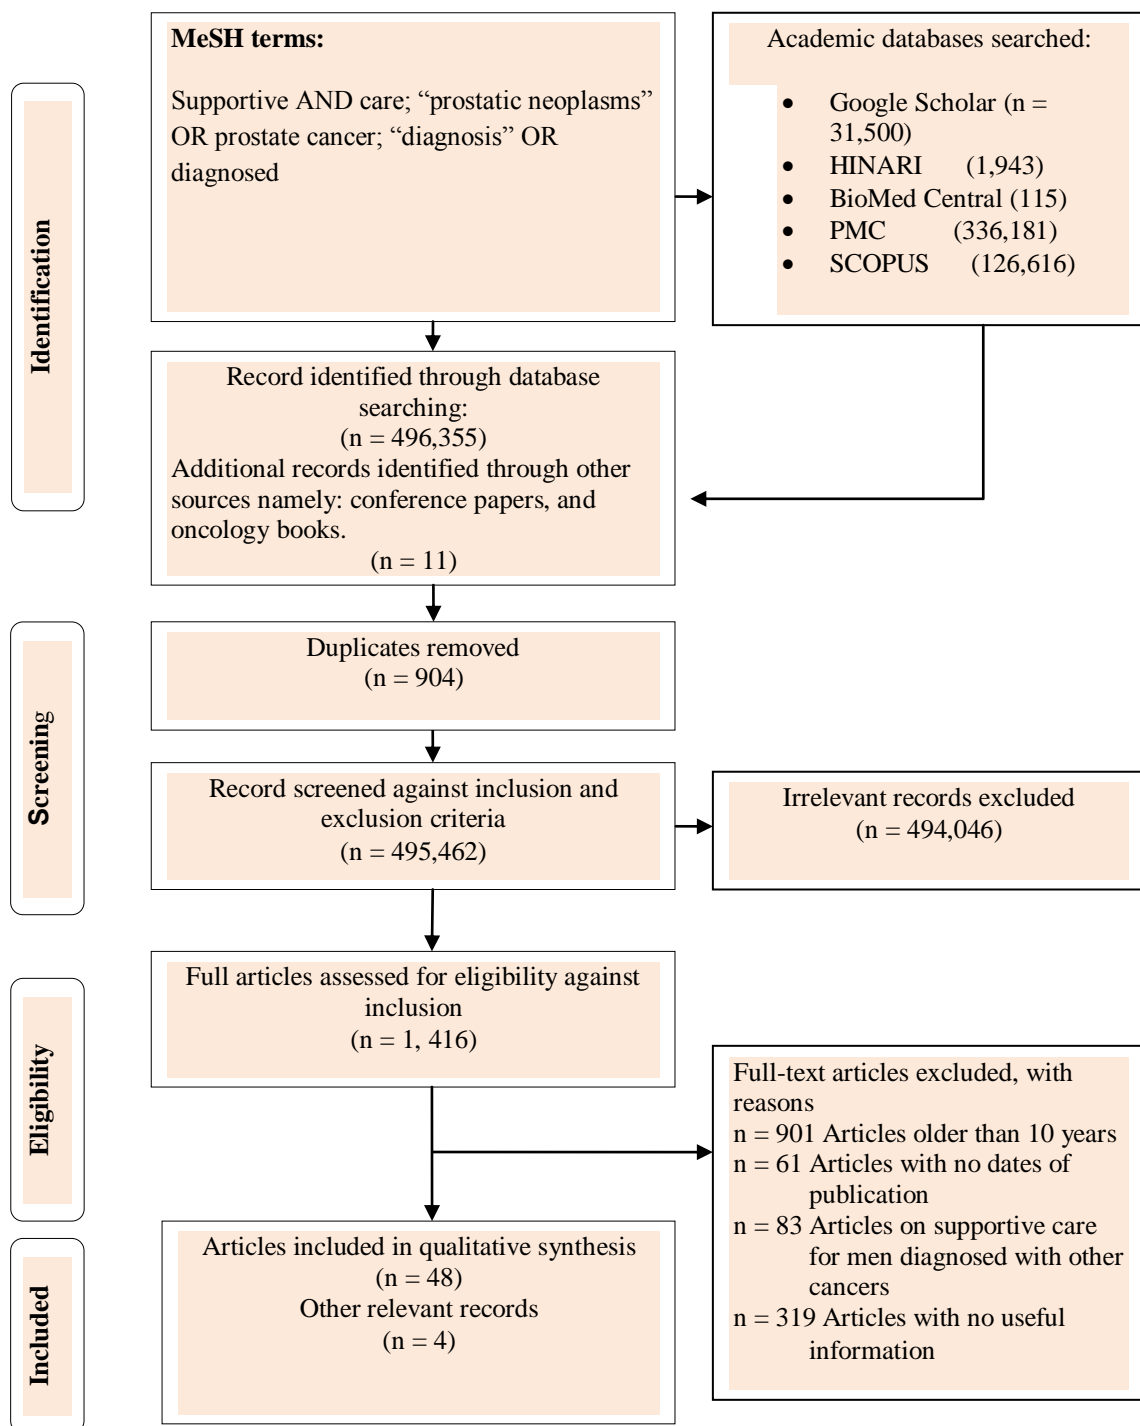 Identification
MeSH terms:
Supportive AND care; “prostatic neoplasms”
OR prostate cancer; “diagnosis” OR
diagnosed
Academic databases searched:
• Google Scholar (n =
31,500)
• HINARI (1,943)
• BioMed Central (115)
• PMC (336,181)
• SCOPUS (126,616)
Record identified through database
searching:
(n = 496,355)
Additional records identified through other
sources namely: conference papers, and
oncology books.
(n = 11)
Screening
Duplicates removed
(n = 904)
Record screened against inclusion and
exclusion criteria
(n = 495,462)
Irrelevant records excluded
(n = 494,046)
Eligibility
Full articles assessed for eligibility against
inclusion
(n = 1, 416)
Full-text articles excluded, with
reasons
n = 901 Articles older than 10 years
n = 61 Articles with no dates of
publication
n = 83 Articles on supportive care
for men diagnosed with other
cancers
n = 319 Articles with no useful
information
Included
Articles included in qualitative synthesis
(n = 48)
Other relevant records
(n = 4)